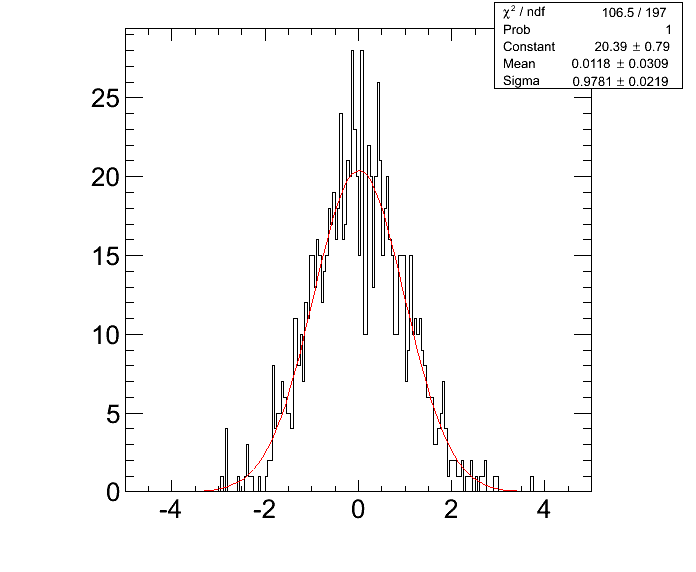 χ² / ndf 106.5 / 197
Prob 1
Constant 20.39 ± 0.79
Mean 0.0118 ± 0.0309
Sigma 0.9781 ± 0.0219
25
20
15
10
5
0
-4 -2 0 2 4